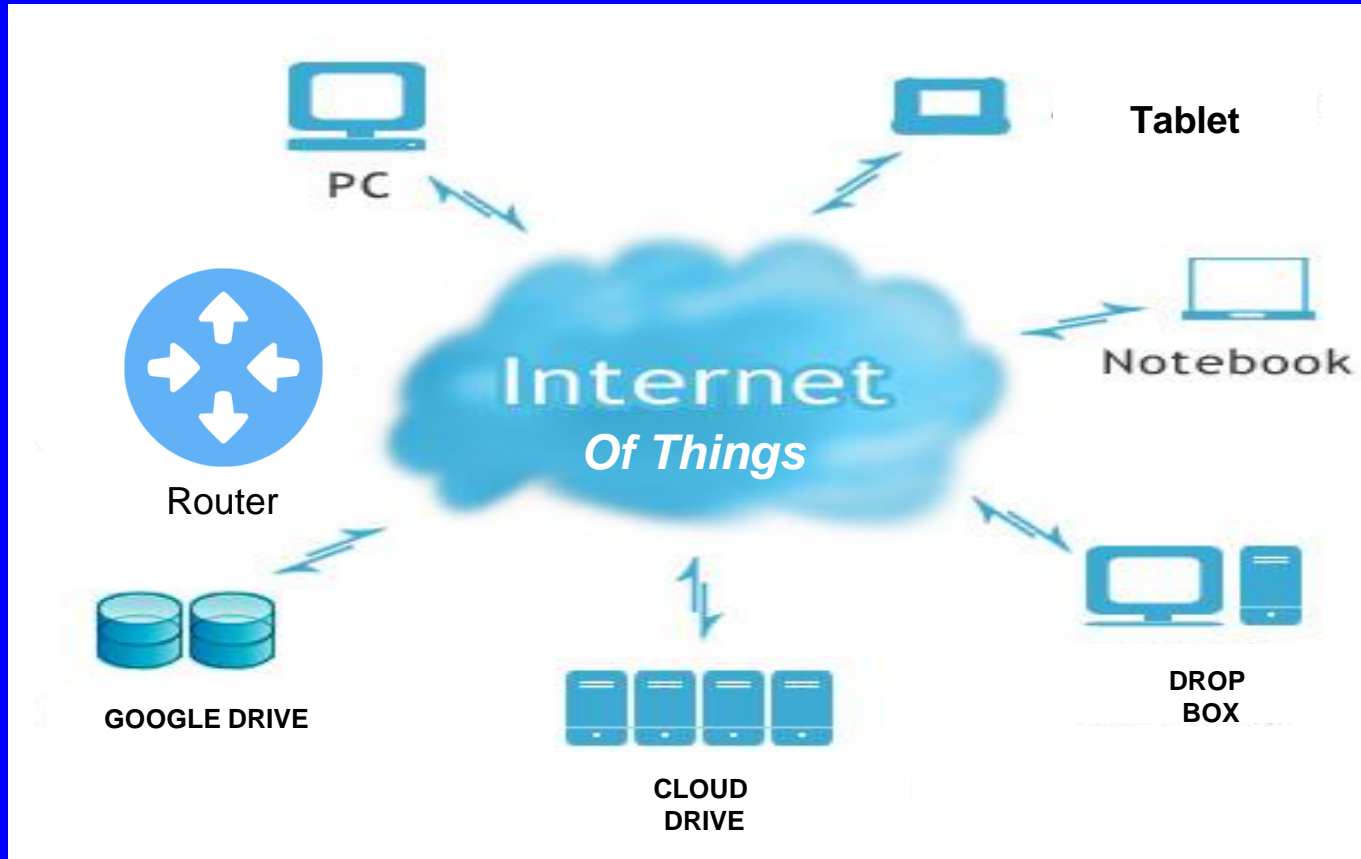 Tablet
PC
Notebook
Internet
Of Things
Router
GOOGLE DRIVE
DROP
BOX
CLOUD
DRIVE